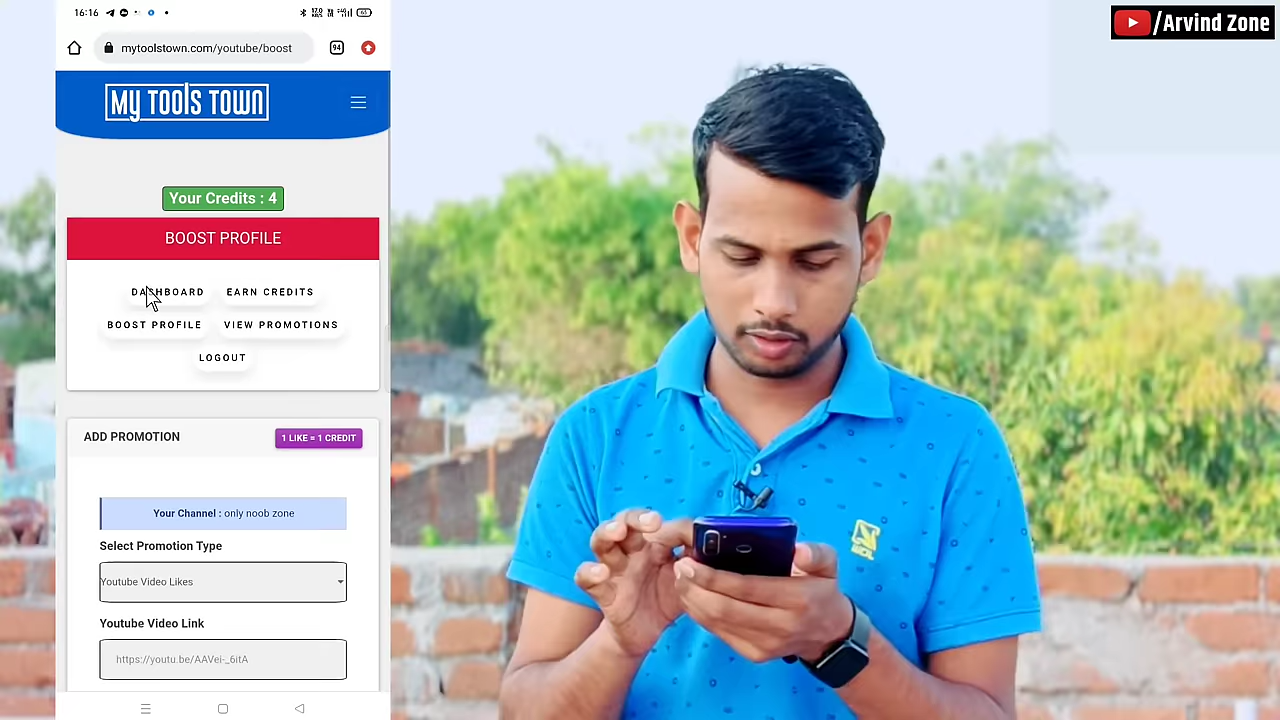 16:16
/Arvind Zone
mytoolstown.com/youtube/boost
94
MY TOOLS TOWN
Your Credits : 4
BOOST PROFILE
DASHBOARD EARN CREDITS
BOOST PROFILE VIEW PROMOTIONS
LOGOUT
ADD PROMOTION
1 LIKE = 1 CREDIT
Your Channel : only noob zone
Select Promotion Type
Youtube Video Likes
Youtube Video Link
https://youtu.be/AAVei-_6itA